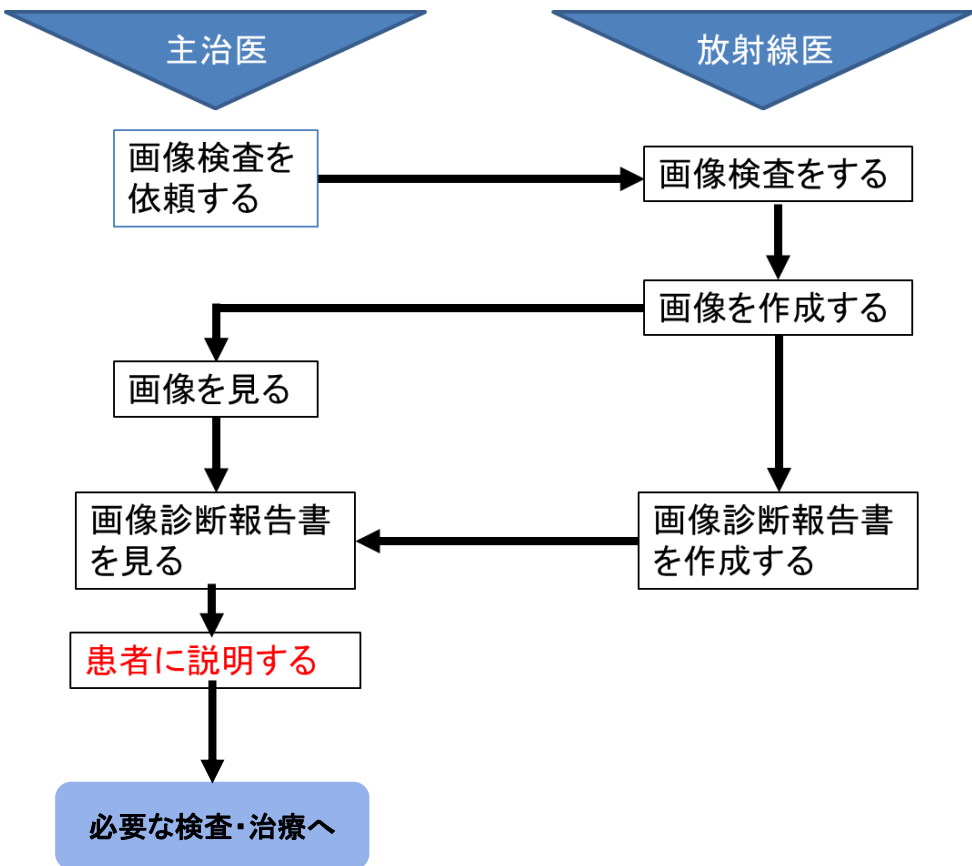 主治医
放射線医
画像検査を
依頼する
画像検査をする
画像を作成する
画像を見る
画像診断報告書
を見る
画像診断報告書
を作成する
患者に説明する
必要な検査・治療へ